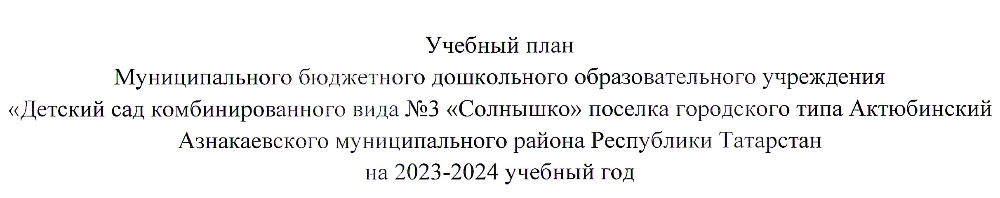 Учебный план
Муниципального бюджетного дошкольного образовательного учреждения
«Детский сад комбинированного вида №3 «Солнышко» поселка городского типа Актюбинский
Азнакаевского муниципального района Республики Татарстан
на 2023-2024 учебный год